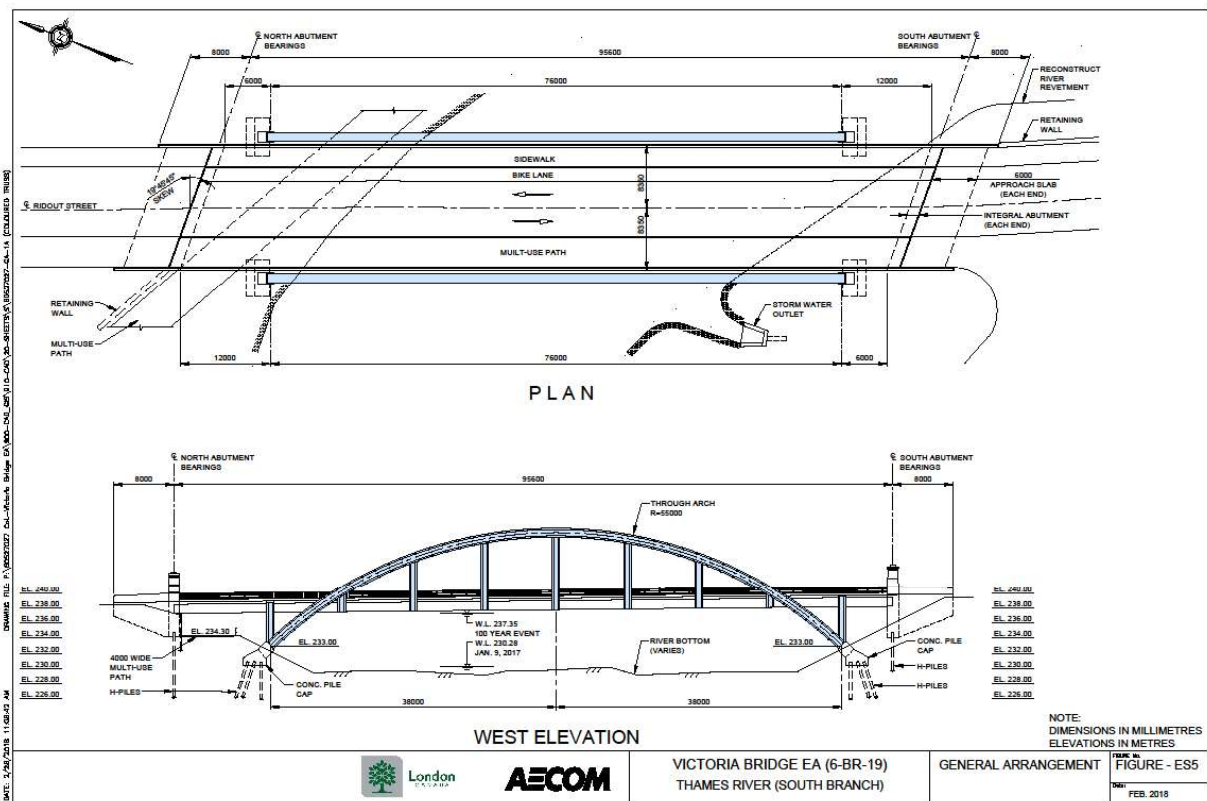 ℄ NORTH ABUTMENT
BEARINGS
SOUTH ABUTMENT ℄
BEARINGS
8000
95600
8000
6000
76000
12000
RECONSTRUCT
RIVER
REVETMENT
RETAINING
WALL
SIDEWALK
BIKE LANE
19°46'45"
SKEW
8300
6000
APPROACH SLAB
(EACH END)
℄ RIDOUT STREET
8350
INTEGRAL ABUTMENT
(EACH END)
MUILT-USE PATH
RETAINING
WALL
STORM WATER
OUTLET
MULTI-USE
PATH
12000
76000
6000
PLAN
℄ NORTH ABUTMENT
BEARINGS
℄ SOUTH ABUTMENT
BEARINGS
8000
95600
8000
THROUGH ARCH
R=55000
EL. 240.00
EL. 238.00
EL. 236.00
EL. 234.00
EL. 232.00
EL. 230.00
EL. 228.00
EL. 226.00
EL. 234.30
EL. 233.00
W.L. 237.35
100 YEAR EVENT
W.L. 230.28
JAN. 9, 2017
RIVER BOTTOM
(VARIES)
EL. 233.00
4000 WIDE
MULTI-USE
PATH
H-PILES
CONC. PILE
CAP
CONC. PILE
CAP
H-PILES
H-PILES
EL. 240.00
EL. 238.00
EL. 236.00
EL. 234.00
EL. 232.00
EL. 230.00
EL. 228.00
EL. 226.00
38000
38000
WEST ELEVATION
NOTE:
DIMENSIONS IN MILLIMETRES
ELEVATIONS IN METRES
London
CANADA
AECOM
VICTORIA BRIDGE EA (6-BR-19)
THAMES RIVER (SOUTH BRANCH)
GENERAL ARRANGEMENT
FIGURE No.
FIGURE - ES5
Date:
FEB. 2018